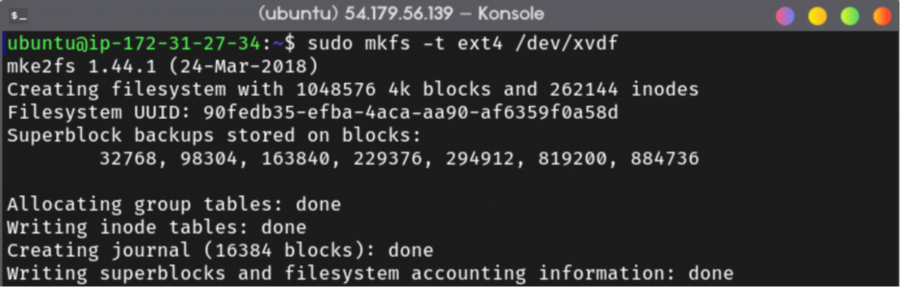 (ubuntu) 54.179.56.139 — Konsole
ubuntu@ip-172-31-27-34:~$ sudo mkfs -t ext4 /dev/xvdf
mke2fs 1.44.1 (24-Mar-2018)
Creating filesystem with 1048576 4k blocks and 262144 inodes
Filesystem UUID: 90fedb35-efba-4aca-aa90-af6359f0a58d
Superblock backups stored on blocks:
        32768, 98304, 163840, 229376, 294912, 819200, 884736
Allocating group tables: done
Writing inode tables: done
Creating journal (16384 blocks): done
Writing superblocks and filesystem accounting information: done